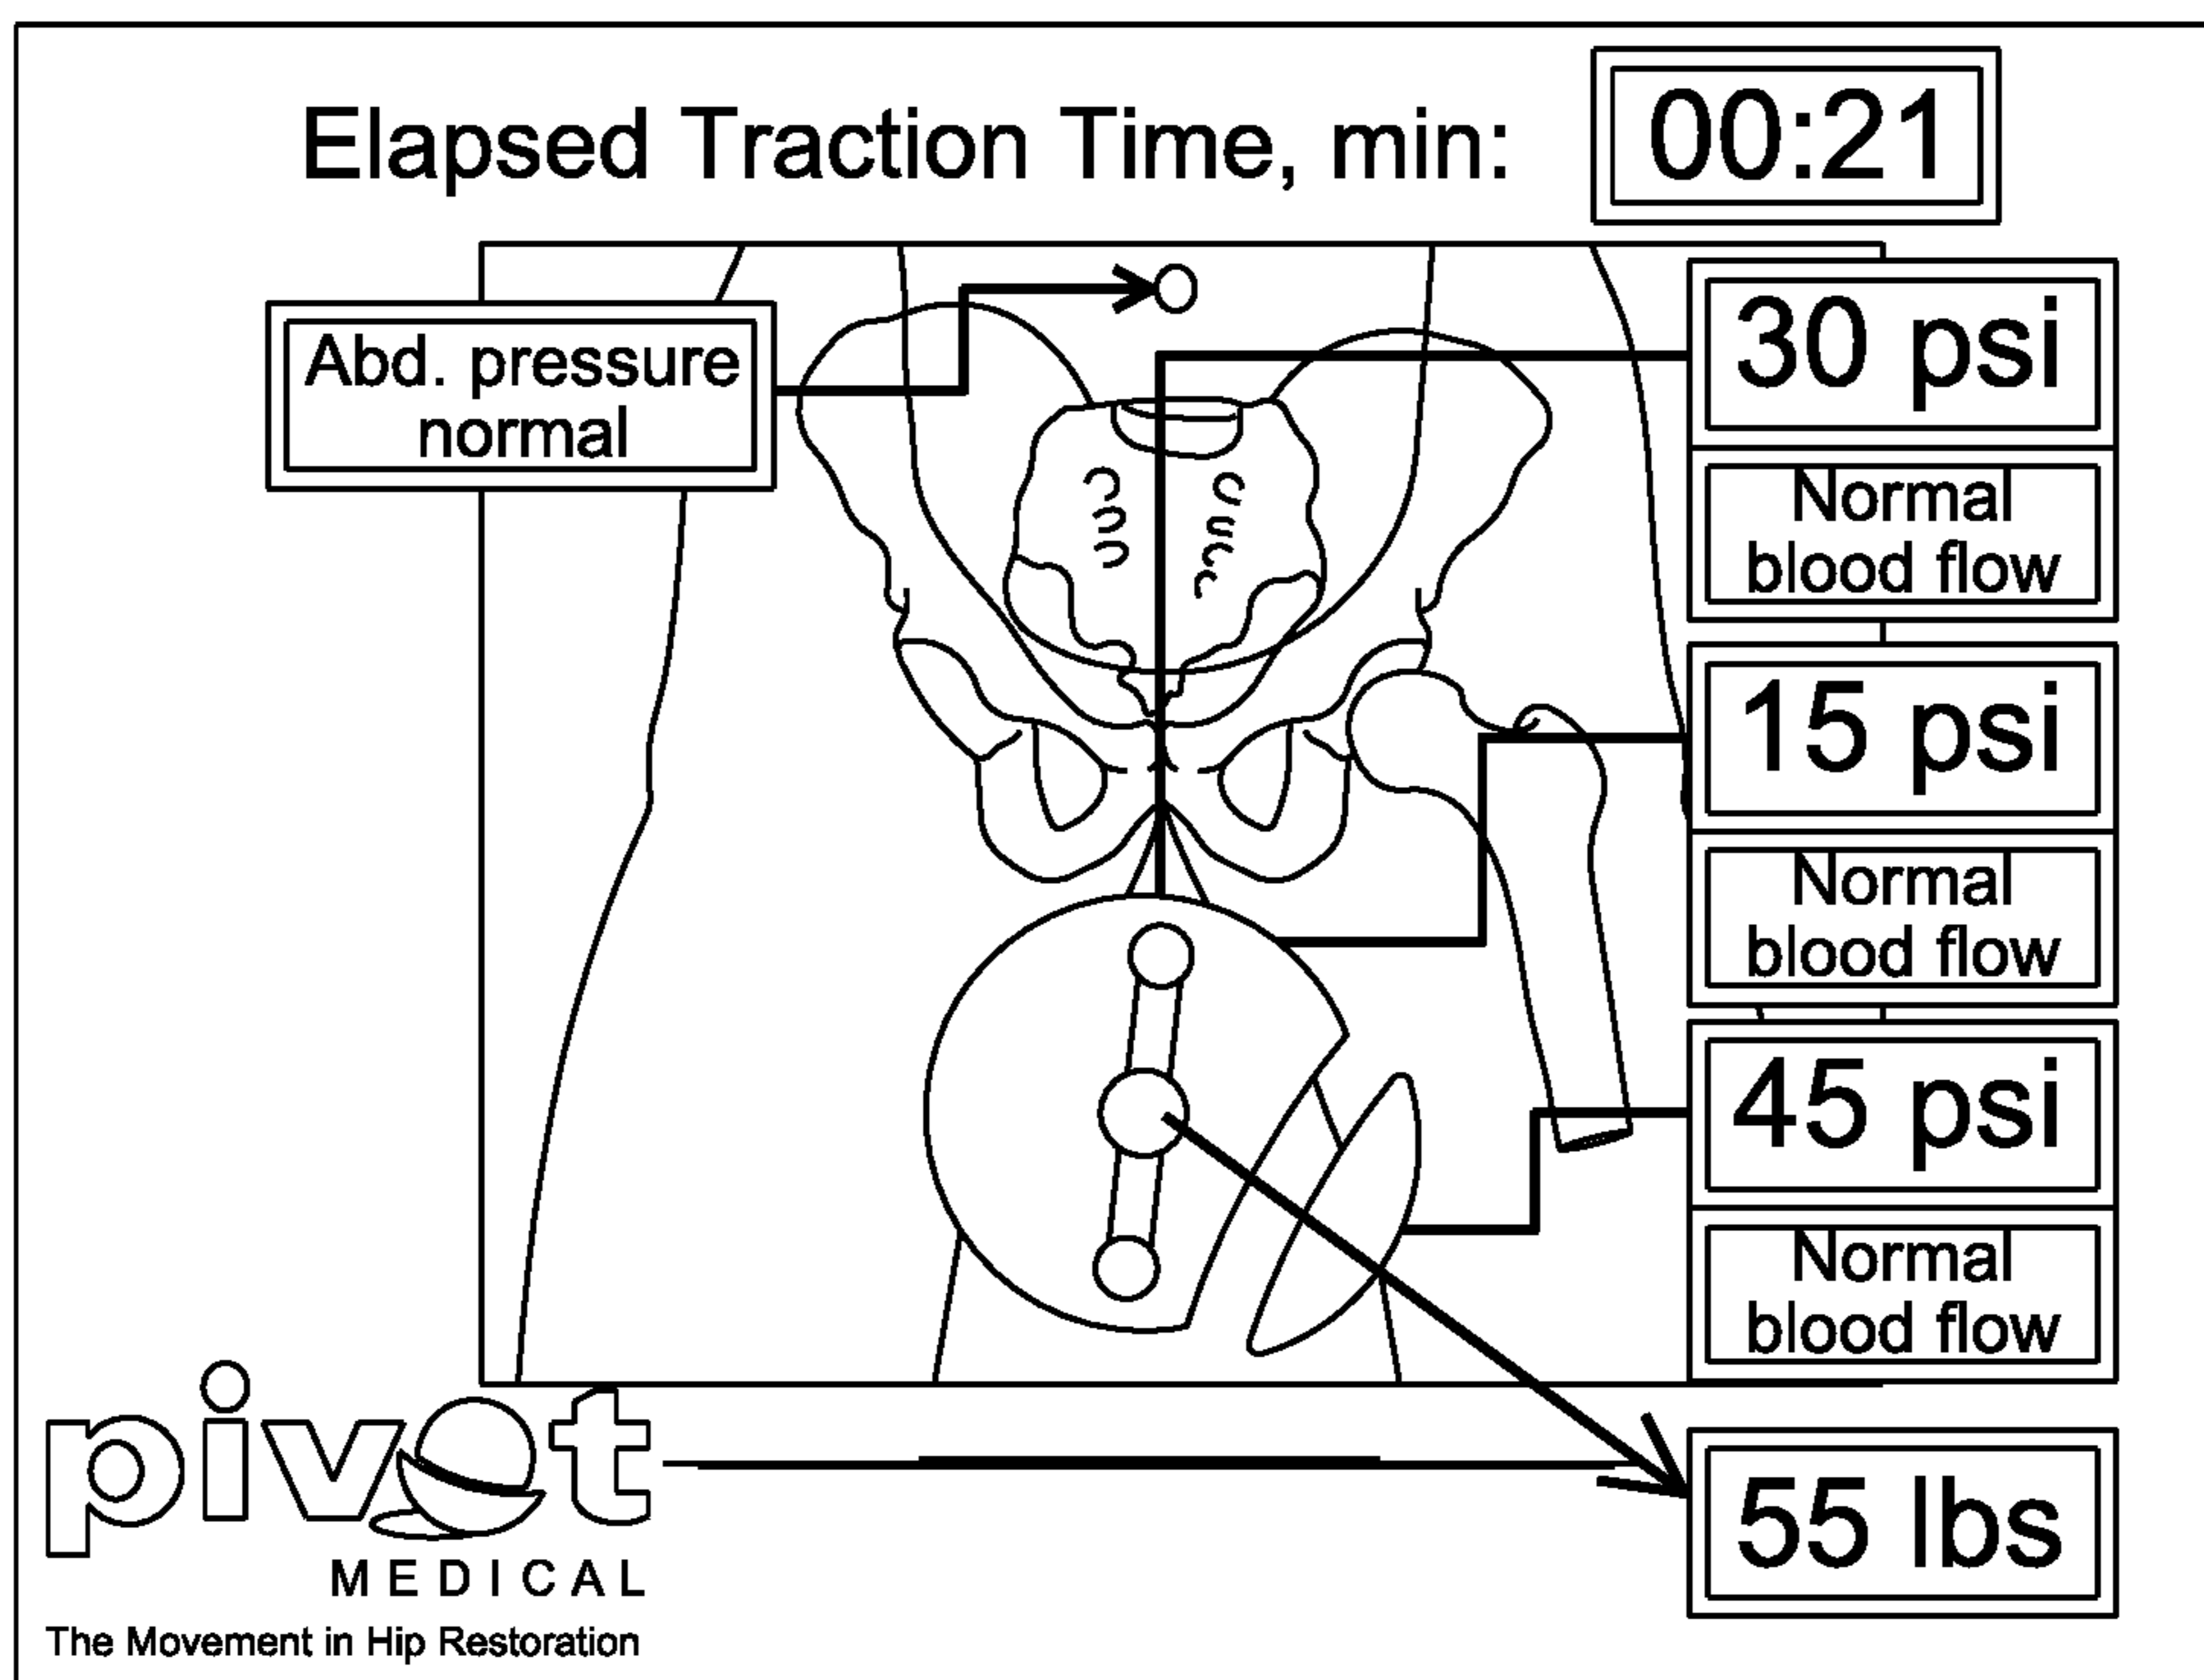 Elapsed Traction Time, min: 00:21
Abd. pressure
normal
30 psi
Normal
blood flow
15 psi
Normal
blood flow
45 psi
Normal
blood flow
55 lbs
pivot
MEDICAL
The Movement in Hip Restoration